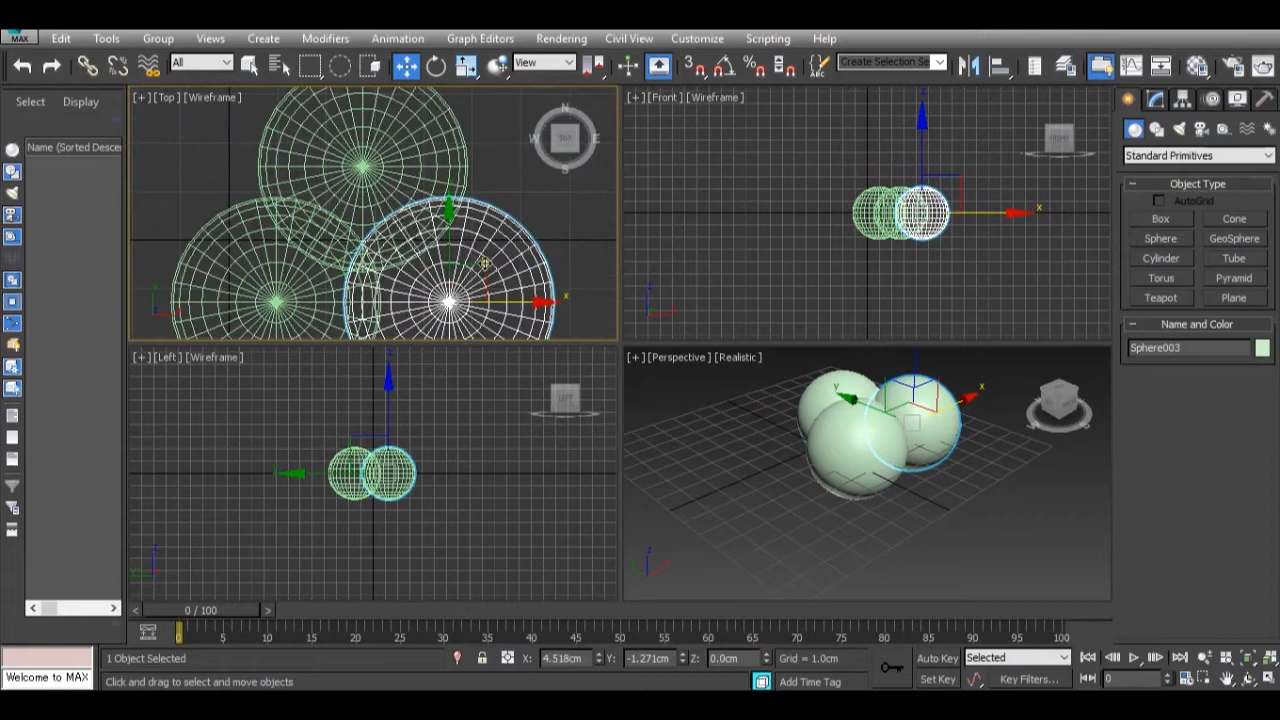 MAX
Edit Tools Group Views Create Modifiers Animation Graph Editors Rendering Civil View Customize Scripting Help
All View 3 Create Selection Se
Select Display
Name (Sorted Descen
[+] [Top] [Wireframe]
N
W TOP E
S
y
x
[+] [Front] [Wireframe]
z
FRONT
x
z
Standard Primitives
Object Type
AutoGrid
Box Cone
Sphere GeoSphere
Cylinder Tube
Torus Pyramid
Teapot Plane
Name and Color
Sphere003
[+] [Left] [Wireframe]
z
LEFT
y
z
y
[+] [Perspective] [Realistic]
y
x
z
< 0 / 100 >
0 5 10 15 20 25 30 35 40 45 50 55 60 65 70 75 80 85 90 95 100
1 Object Selected X: 4.518cm Y: -1.271cm Z: 0.0cm Grid = 1.0cm Auto Key Selected
Welcome to MAX Click and drag to select and move objects Add Time Tag Set Key Key Filters... 0